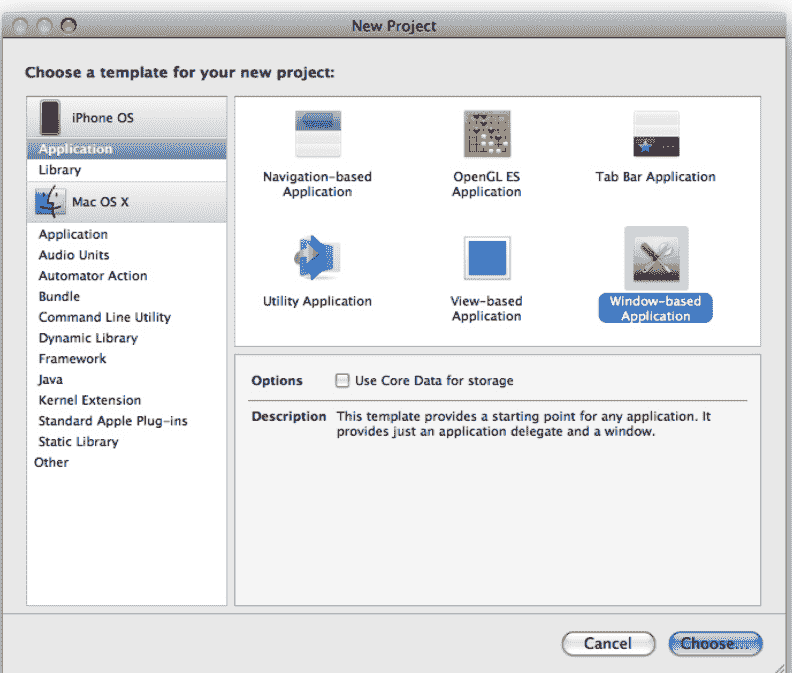 New Project
Choose a template for your new project:
iPhone OS
Application
Library
Mac OS X
Application
Audio Units
Automator Action
Bundle
Command Line Utility
Dynamic Library
Framework
Java
Kernel Extension
Standard Apple Plug-ins
Static Library
Other
Navigation-based
Application
OpenGL ES
Application
Tab Bar Application
Utility Application
View-based
Application
Window-based
Application
Options
Use Core Data for storage
Description
This template provides a starting point for any application. It
provides just an application delegate and a window.
Cancel
Choose...